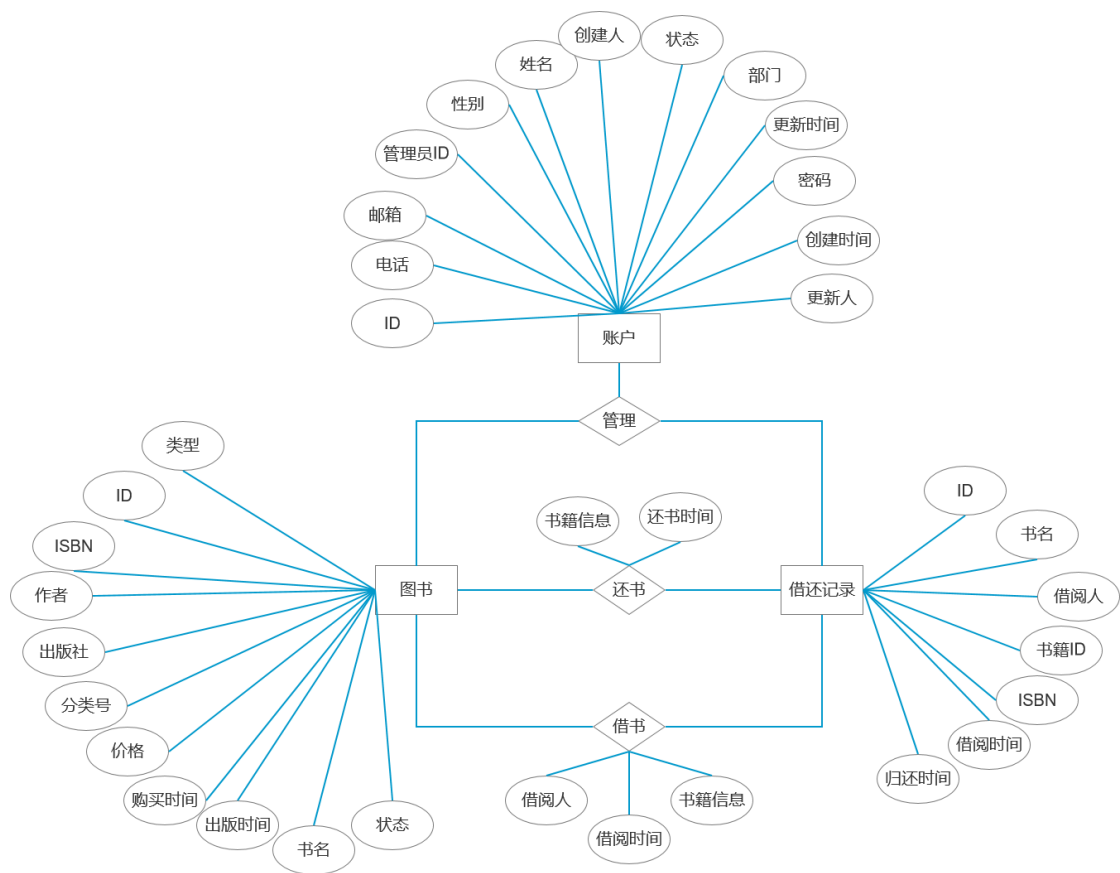 创建人
状态
姓名
部门
性别
更新时间
管理员ID
密码
邮箱
创建时间
电话
更新人
ID
账户
管理
类型
ID
ISBN
作者
出版社
分类号
价格
购买时间
出版时间
书名
状态
图书
书籍信息
还书时间
还书
借还记录
ID
书名
借阅人
书籍ID
ISBN
借阅时间
归还时间
借书
借阅人
借阅时间
书籍信息